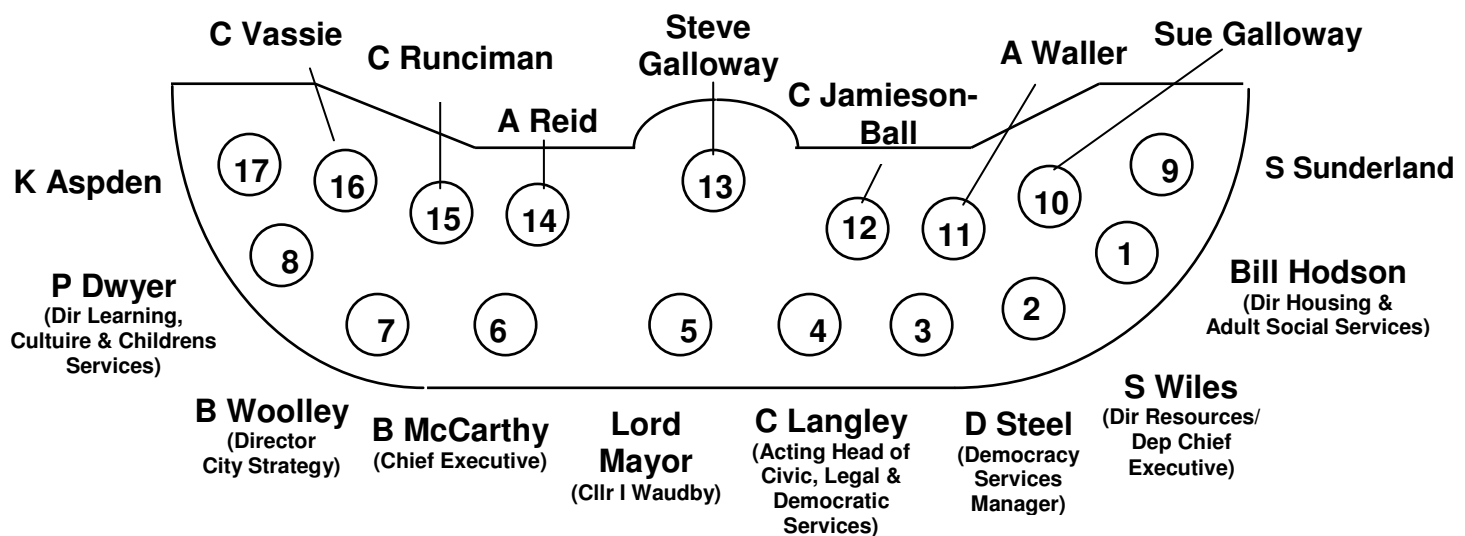 C Vassie
C Runciman
A Reid
Steve
Galloway
C Jamieson-
Ball
A Waller
Sue Galloway
K Aspden
17
16
15
14
13
12
11
10
9
S Sunderland
8
7
6
5
4
3
2
1
P Dwyer
(Dir Learning,
Cultuire & Childrens
Services)
B Woolley
(Director
City Strategy)
B McCarthy
(Chief Executive)
Lord
Mayor
(Cllr I Waudby)
C Langley
(Acting Head of
Civic, Legal &
Democratic
Services)
D Steel
(Democracy
Services
Manager)
S Wiles
(Dir Resources/
Dep Chief
Executive)
Bill Hodson
(Dir Housing &
Adult Social Services)